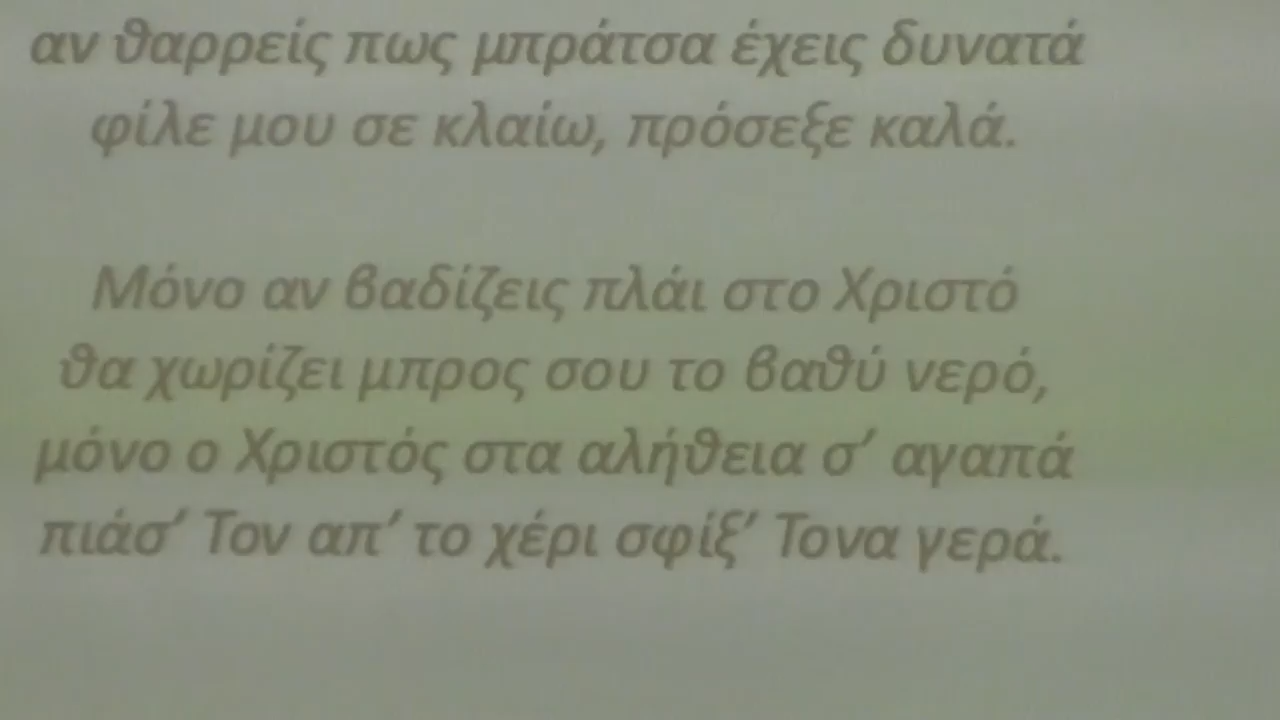 αν θαρρείς πως μπράτσα έχεις δυνατά
φίλε μου σε κλαίω, πρόσεξε καλά.
Μόνο αν βαδίζεις πλάι στο Χριστό
θα χωρίζει μπρος σου το βαθύ νερό,
μόνο ο Χριστός στα αλήθεια σ’ αγαπά
πιάσ’ Τον απ’ το χέρι σφίξ’ Τονα γερά.